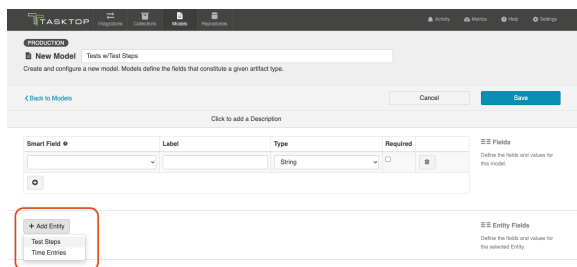 TASKTOP
Integrations
Collections
Models
Repositories
Activity
Metrics
Help
Settings
PRODUCTION
New Model
Tests w/Test Steps
Create and configure a new model. Models define the fields that constitute a given artifact type.
Back to Models
Cancel
Save
Click to add a Description
Smart Field
Label
Type
Required
String
Fields
Define the fields and values for
this model.
+ Add Entity
Test Steps
Time Entries
Entity Fields
Define the fields and values for
the selected Entity.